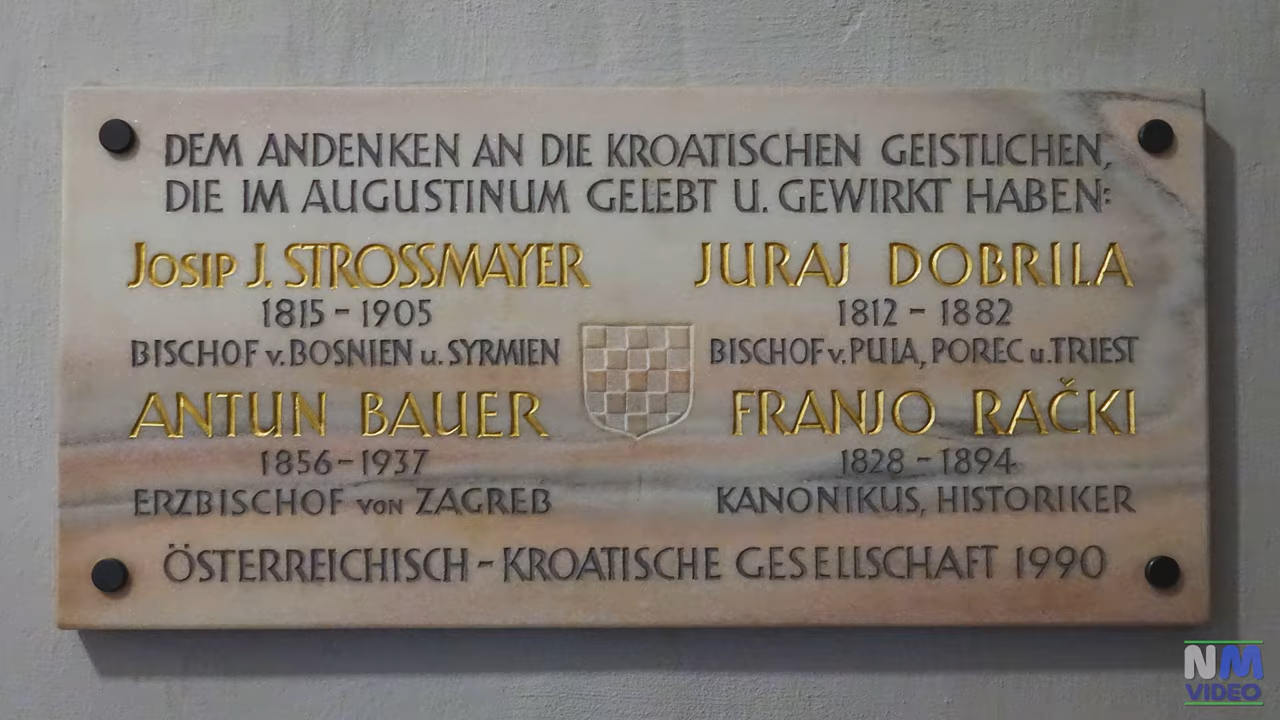 DEM ANDENKEN AN DIE KROATISCHEN GEISTLICHEN,
DIE IM AUGUSTINUM GELEBT U. GEWIRKT HABEN:
JOSIP J. STROSSMAYER
1815 - 1905
BISCHOF v. BOSNIEN u. SYRMIEN
JURAJ DOBRILA
1812 - 1882
BISCHOF v. PULA, POREC u. TRIEST
ANTUN BAUER
1856 - 1937
ERZBISCHOF VON ZAGREB
FRANJO RAČKI
1828 - 1894
KANONIKUS, HISTORIKER
ÖSTERREICHISCH - KROATISCHE GESELLSCHAFT 1990
NM
VIDEO